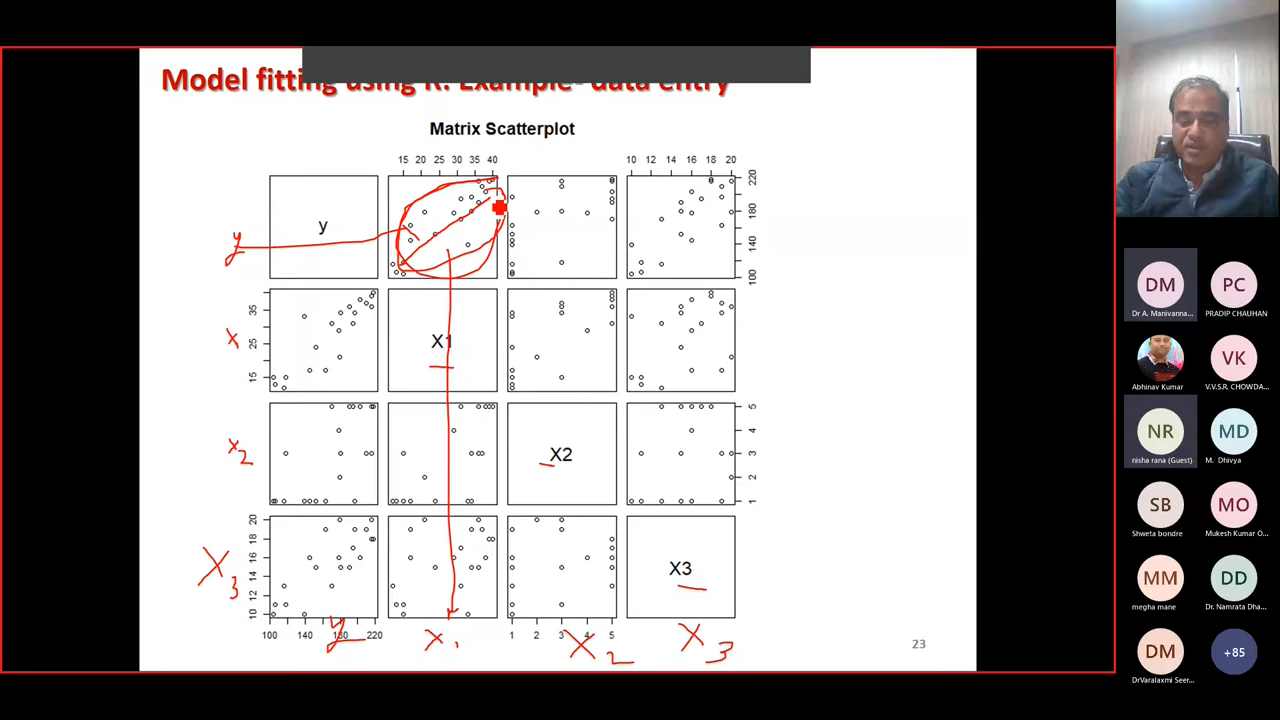 Model fitting using R: Example- data entry
Matrix Scatterplot
15 20 25 30 35 40
10 12 14 16 18 20
y
y
100 140 180 220
x1
15 25 35
X1
x2
X2
1 2 3 4 5
X3
10 12 14 16 18 20
X3
100 140 180 220
1 2 3 4 5
y
x1
X2
X3
23
DM
Dr A. Manivanna...
PC
PRADIP CHAUHAN
Abhinav Kumar
VK
V.V.S.R. CHOWDA...
NR
nisha rana (Guest)
MD
M. Dhivya
SB
Shweta bondre
MO
Mukesh Kumar O...
MM
megha mane
DD
Dr. Namrata Dha...
DM
DrVaralaxmi Seer...
+85